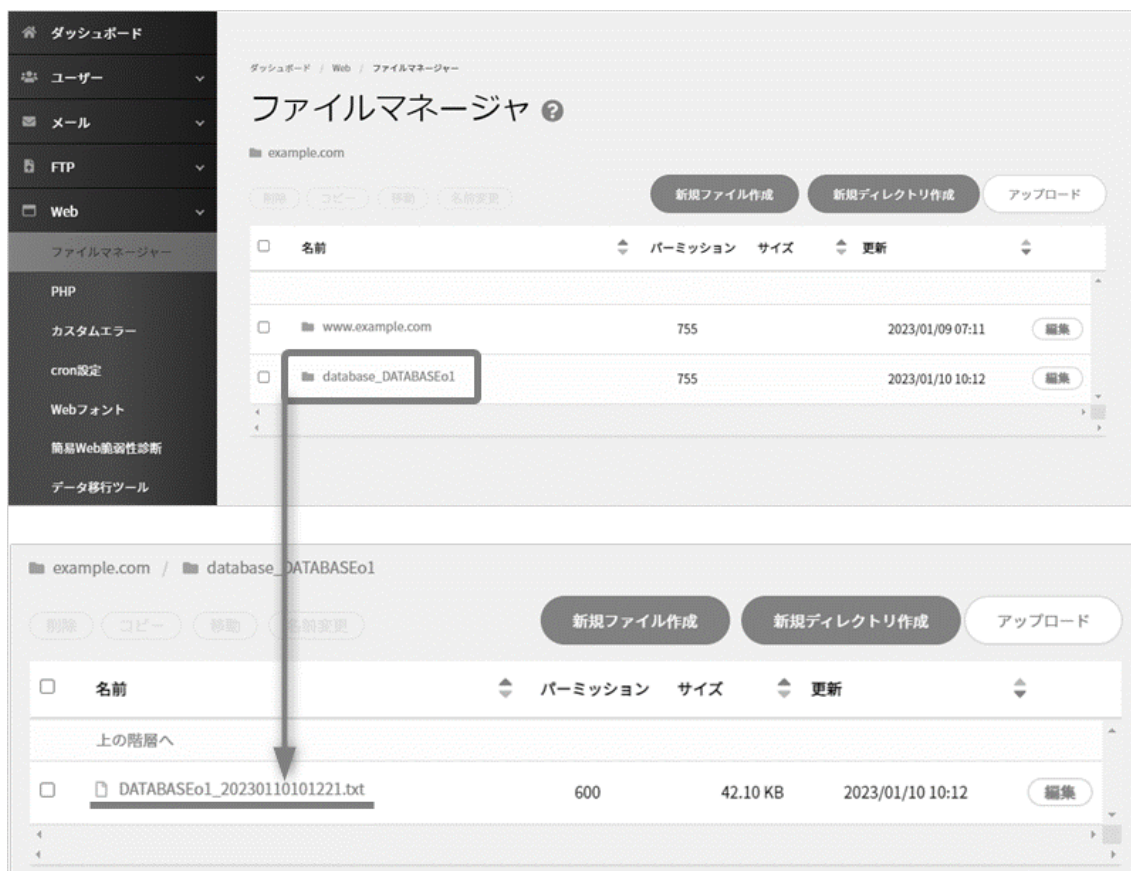 ダッシュボード
ユーザー
メール
FTP
Web
ファイルマネージャー
PHP
カスタムエラー
cron設定
Webフォント
簡易Web脆弱性診断
データ移行ツール
ダッシュボード / Web / ファイルマネージャー
ファイルマネージャ ?
example.com
削除 コピー 移動 名前変更 新規ファイル作成 新規ディレクトリ作成 アップロード
名前 パーミッション サイズ 更新
www.example.com 755 2023/01/09 07:11 編集
database_DATABASEo1 755 2023/01/10 10:12 編集
example.com / database_DATABASEo1
削除 コピー 移動 名前変更 新規ファイル作成 新規ディレクトリ作成 アップロード
名前 パーミッション サイズ 更新
上の階層へ
DATABASEo1_20230110101221.txt 600 42.10 KB 2023/01/10 10:12 編集